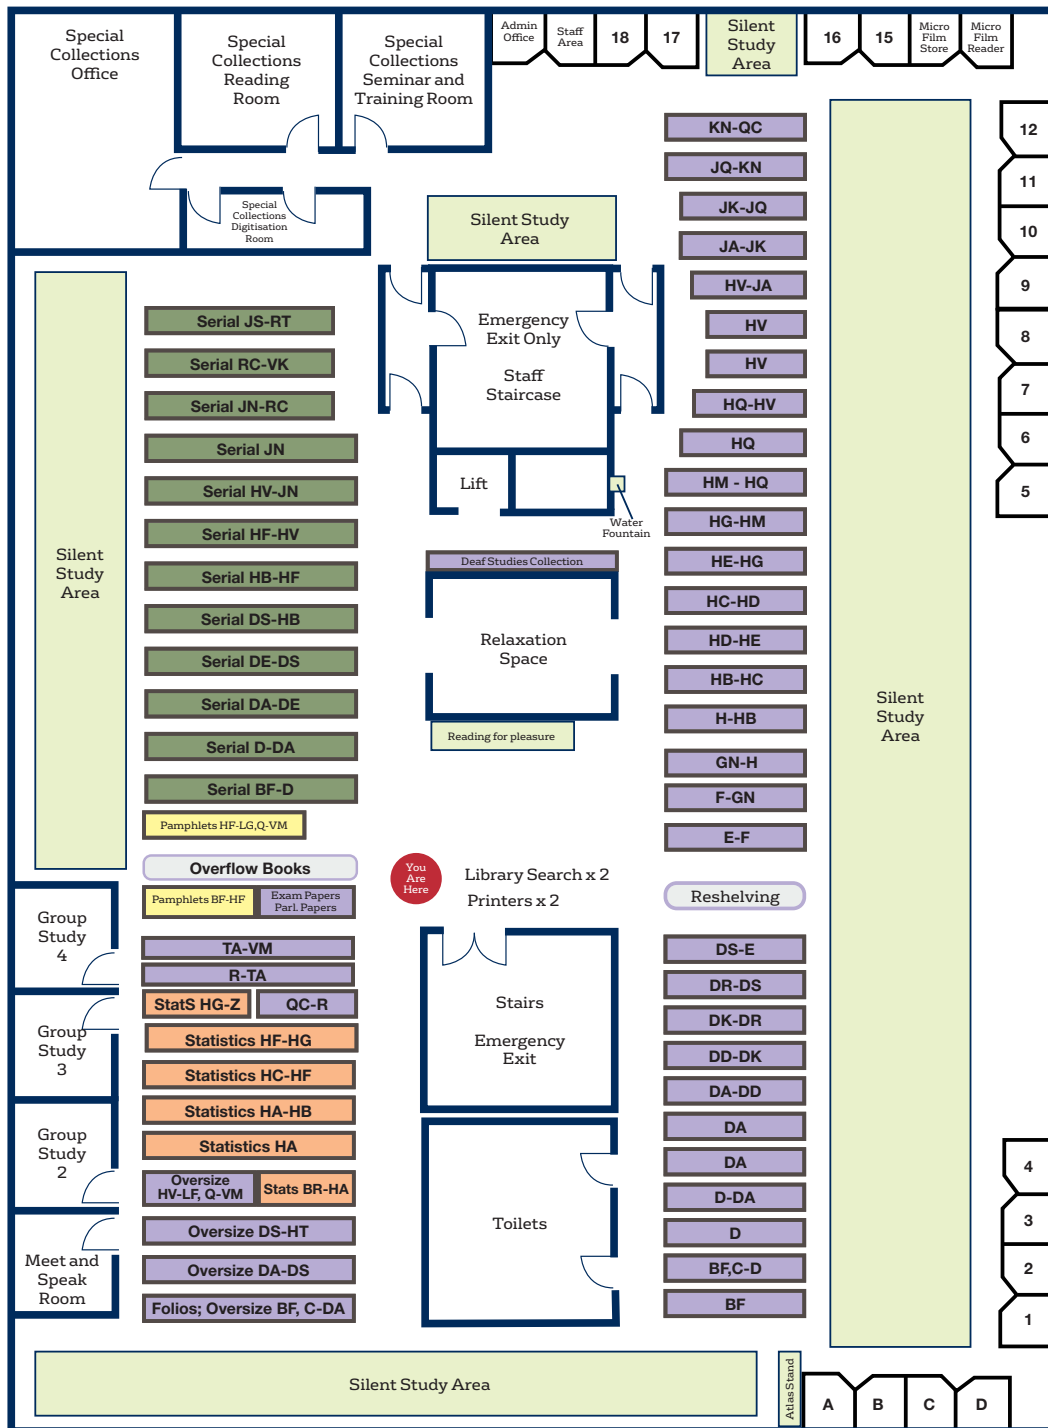 Special
Collections
Office
Special
Collections
Reading
Room
Special
Collections
Seminar and
Training Room
Admin
Office
Staff
Area
18
17
Silent
Study
Area
16
15
Micro
Film
Store
Micro
Film
Reader
Special
Collections
Digitisation
Room
Silent Study
Area
Emergency
Exit Only
Staff
Staircase
Lift
Water
Fountain
Deaf Studies Collection
Relaxation
Space
Reading for pleasure
Silent
Study
Area
Serial JS-RT
Serial RC-VK
Serial JN-RC
Serial JN
Serial HV-JN
Serial HF-HV
Serial HB-HF
Serial DS-HB
Serial DE-DS
Serial DA-DE
Serial D-DA
Serial BF-D
Pamphlets HF-LG,Q-VM
Overflow Books
Pamphlets BF-HF
Exam Papers
Parl. Papers
TA-VM
R-TA
StatS HG-Z
QC-R
Statistics HF-HG
Statistics HC-HF
Statistics HA-HB
Statistics HA
Oversize
HV-LF, Q-VM
Stats BR-HA
Oversize DS-HT
Oversize DA-DS
Folios; Oversize BF, C-DA
Group
Study
4
Group
Study
3
Group
Study
2
Meet and
Speak
Room
You
Are
Here
Library Search x 2
Printers x 2
Stairs
Emergency
Exit
Toilets
KN-QC
JQ-KN
JK-JQ
JA-JK
HV-JA
HV
HV
HQ-HV
HQ
HM - HQ
HG-HM
HE-HG
HC-HD
HD-HE
HB-HC
H-HB
GN-H
F-GN
E-F
Reshelving
DS-E
DR-DS
DK-DR
DD-DK
DA-DD
DA
DA
D-DA
D
BF,C-D
BF
Silent
Study
Area
12
11
10
9
8
7
6
5
4
3
2
1
Silent Study Area
Atlas Stand
A
B
C
D